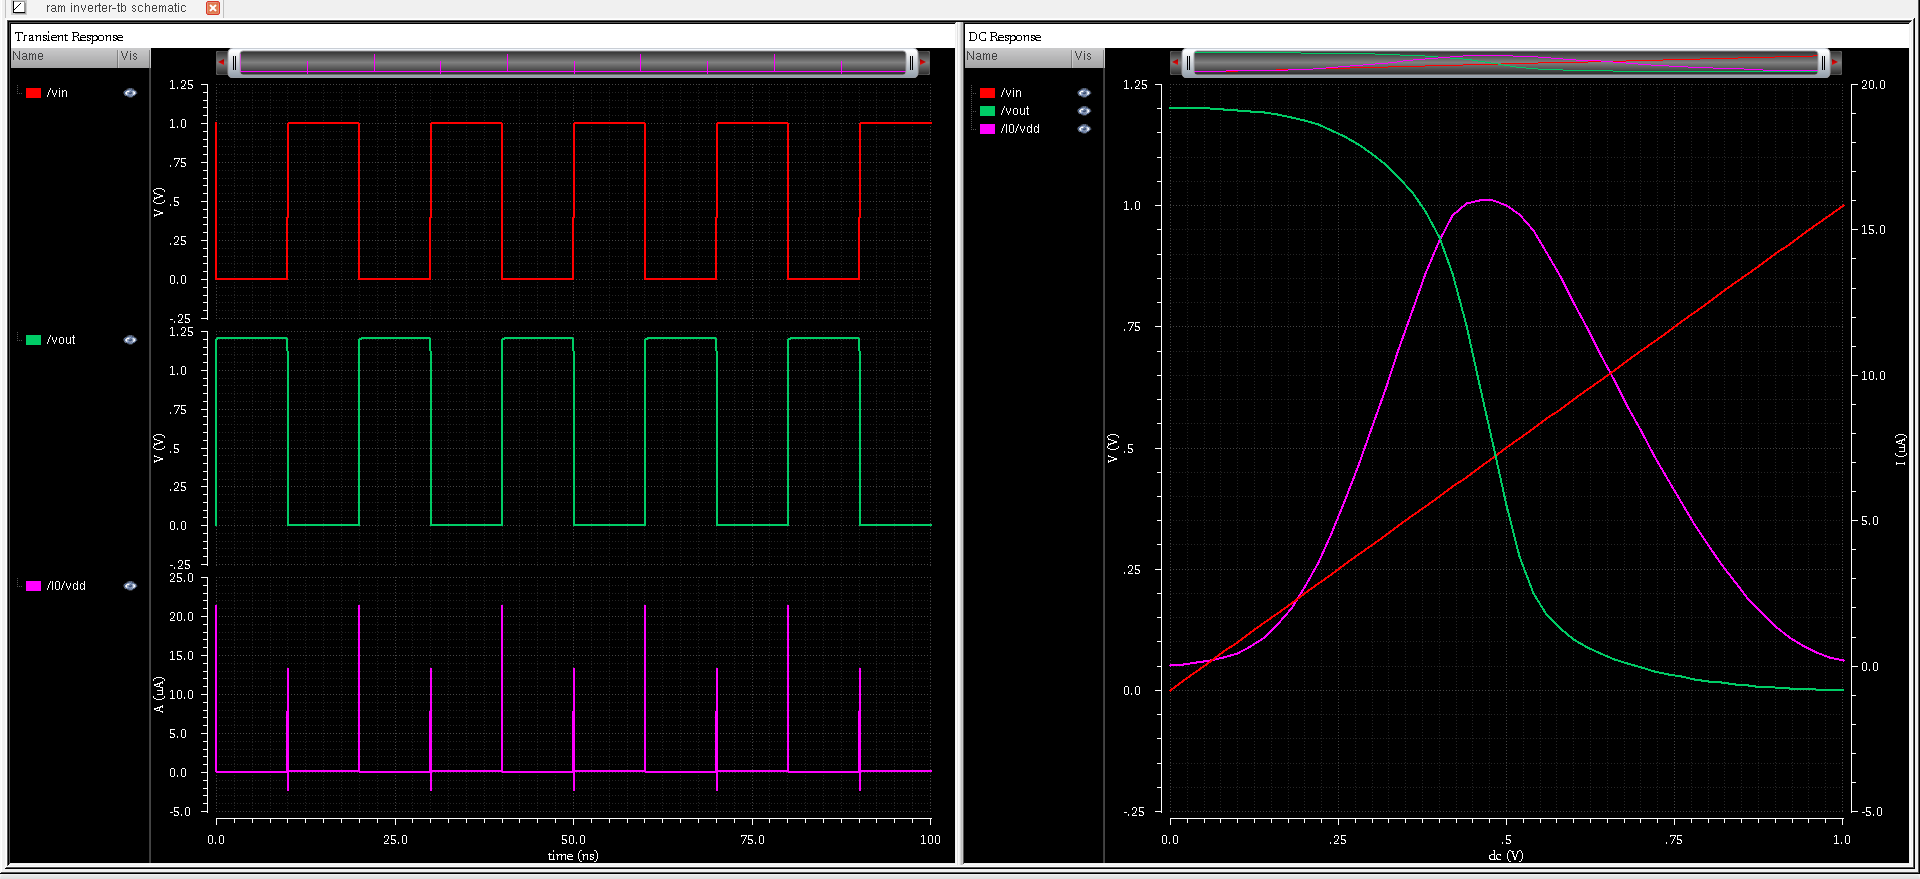 ram inverter-tb schematic
Transient Response
Name Vis
/vin
1.25
1.0
.75
.5
.25
0.0
-.25
V (V)
/vout
1.25
1.0
.75
.5
.25
0.0
-.25
V (V)
/I0/vdd
25.0
20.0
15.0
10.0
5.0
0.0
-5.0
A (uA)
0.0 25.0 50.0 75.0 100
time (ns)
DC Response
Name Vis
/vin
/vout
/I0/vdd
1.25
1.0
.75
.5
.25
0.0
-.25
V (V)
20.0
15.0
10.0
5.0
0.0
-5.0
I (uA)
0.0 .25 .5 .75 1.0
dc (V)